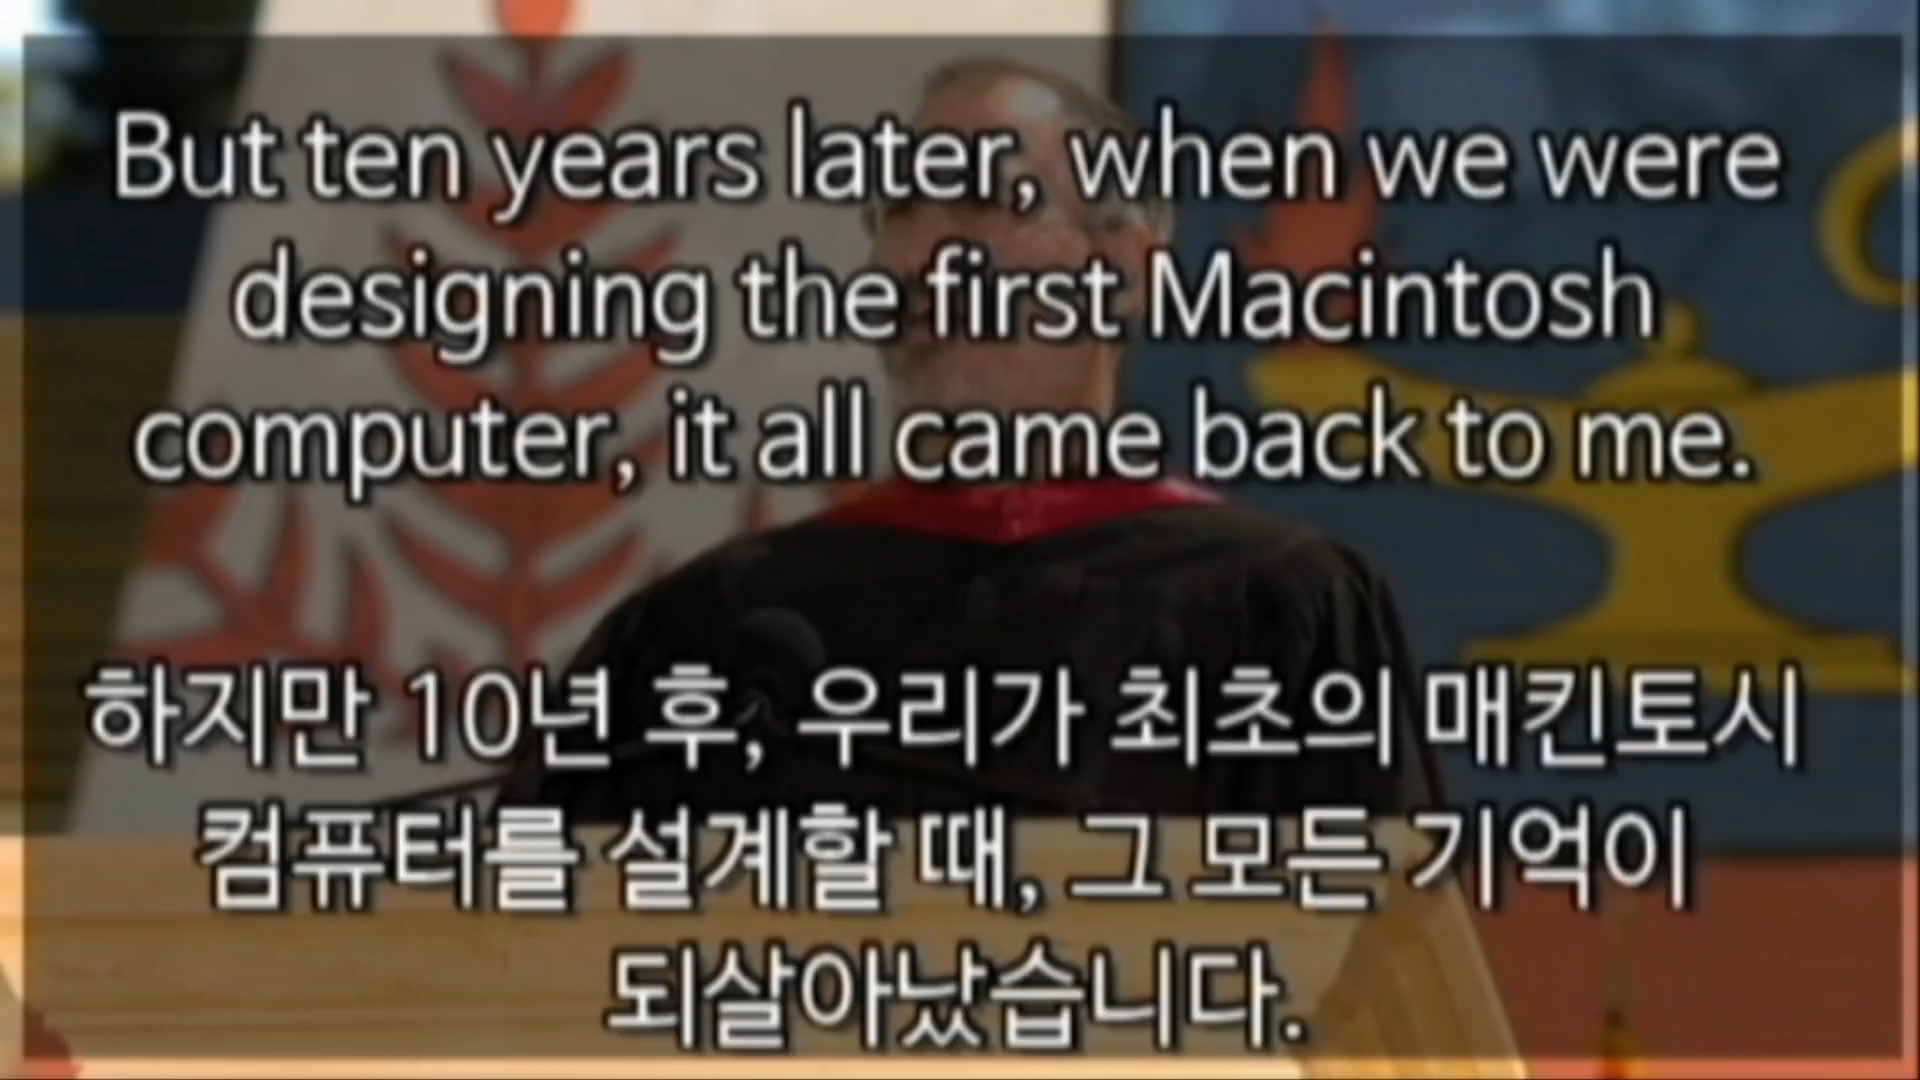 But ten years later, when we were
designing the first Macintosh
computer, it all came back to me.
하지만 10년 후, 우리가 최초의 매킨토시
컴퓨터를 설계할 때, 그 모든 기억이
되살아났습니다.